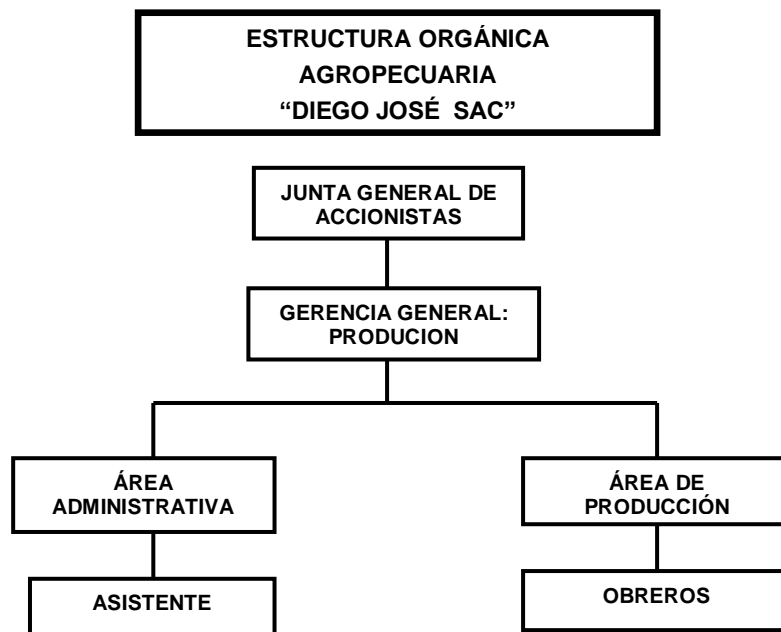 ESTRUCTURA ORGÁNICA
AGROPECUARIA
“DIEGO JOSÉ  SAC”
JUNTA GENERAL DE
ACCIONISTAS
GERENCIA GENERAL:
PRODUCION
ÁREA
ADMINISTRATIVA
ÁREA DE
PRODUCCIÓN
ASISTENTE
OBREROS